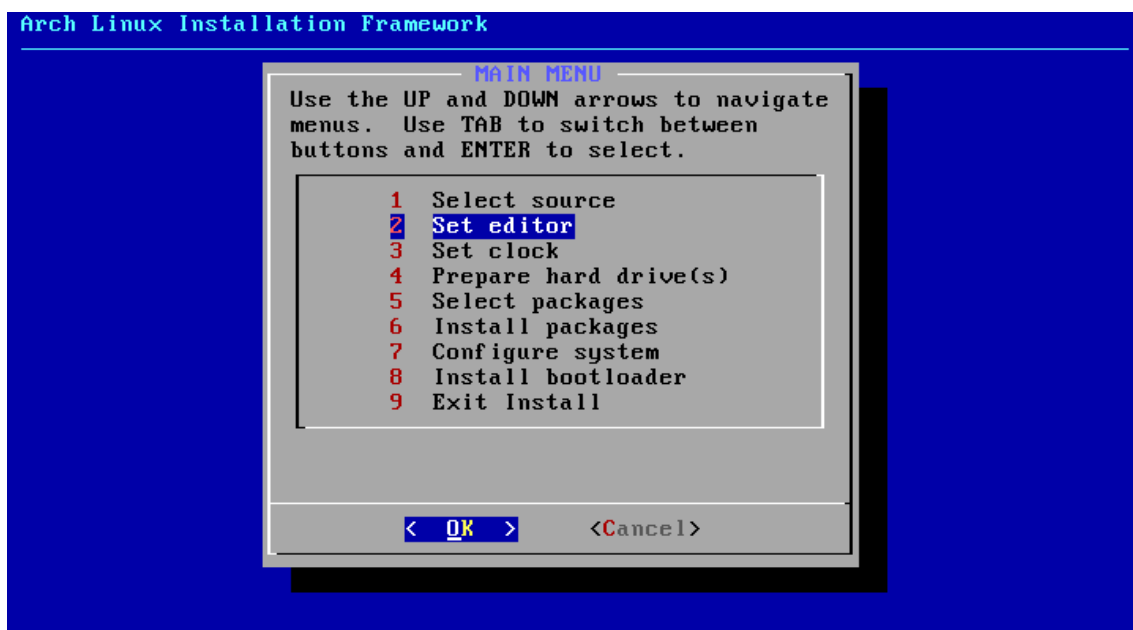 Arch Linux Installation Framework
MAIN MENU
Use the UP and DOWN arrows to navigate
menus.  Use TAB to switch between
buttons and ENTER to select.
1  Select source
2  Set editor
3  Set clock
4  Prepare hard drive(s)
5  Select packages
6  Install packages
7  Configure system
8  Install bootloader
9  Exit Install
<  OK  >  <Cancel>